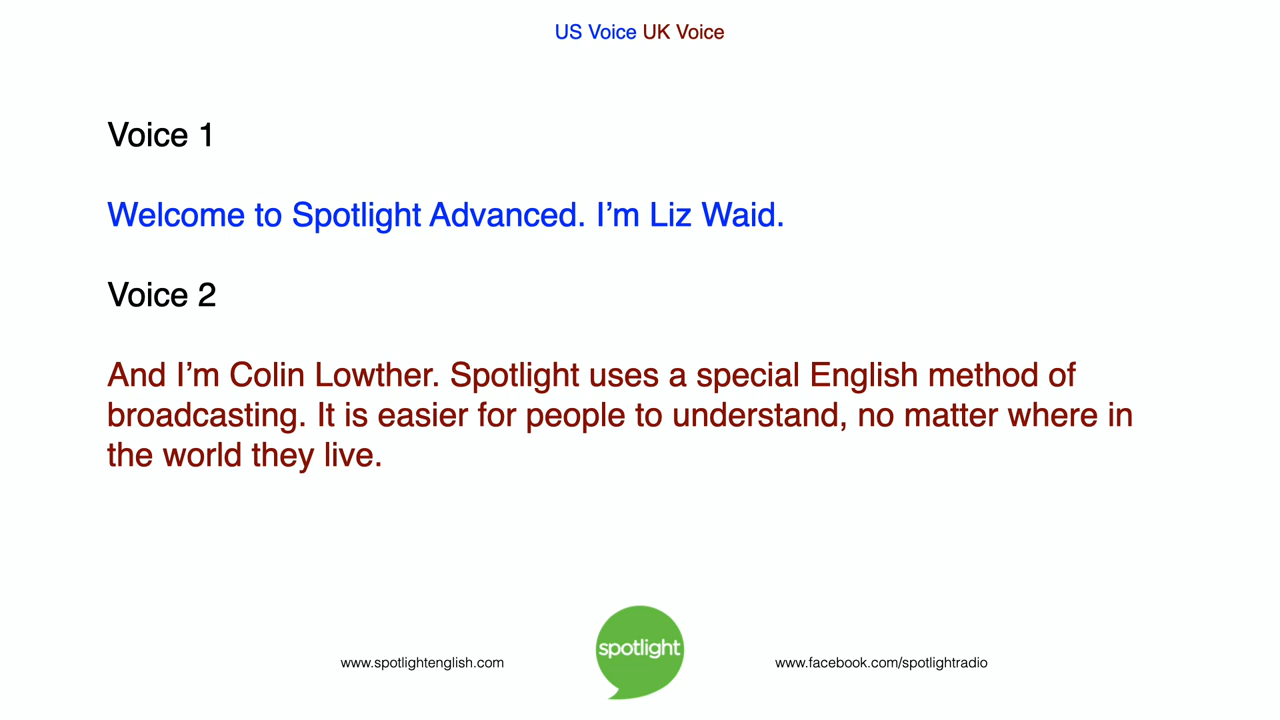 US Voice UK Voice
Voice 1
Welcome to Spotlight Advanced. I’m Liz Waid.
Voice 2
And I’m Colin Lowther. Spotlight uses a special English method of
broadcasting. It is easier for people to understand, no matter where in
the world they live.
www.spotlightenglish.com
spotlight
www.facebook.com/spotlightradio